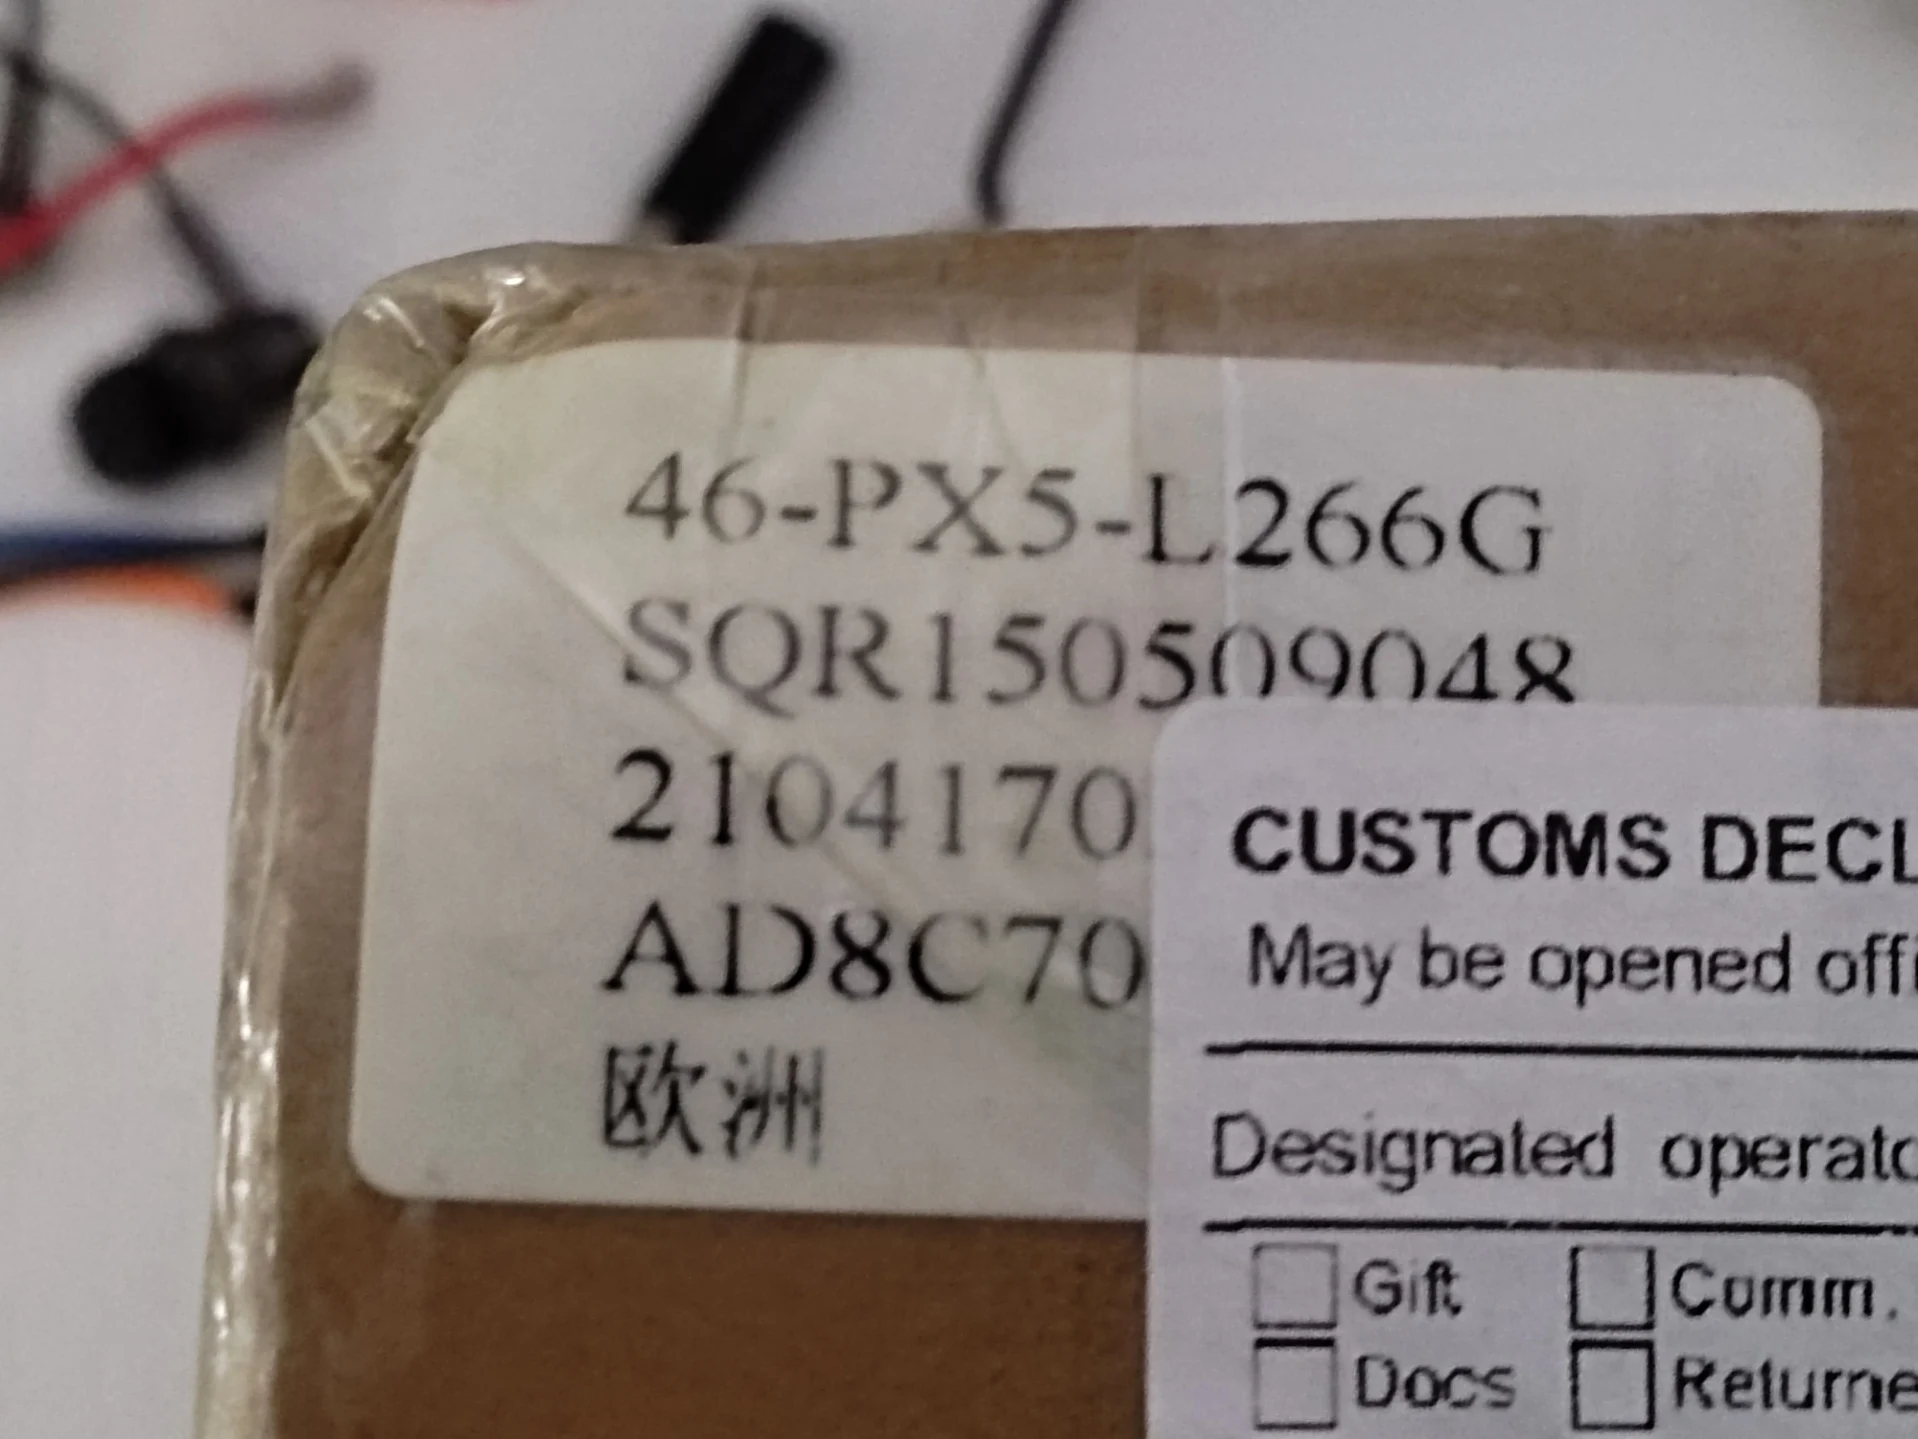 46-PX5-L266G
SQR150509048
2104170
AD8C70
欧洲
CUSTOMS DECL
May be opened offi
Designated operato
Gift
Comm.
Docs
Returne